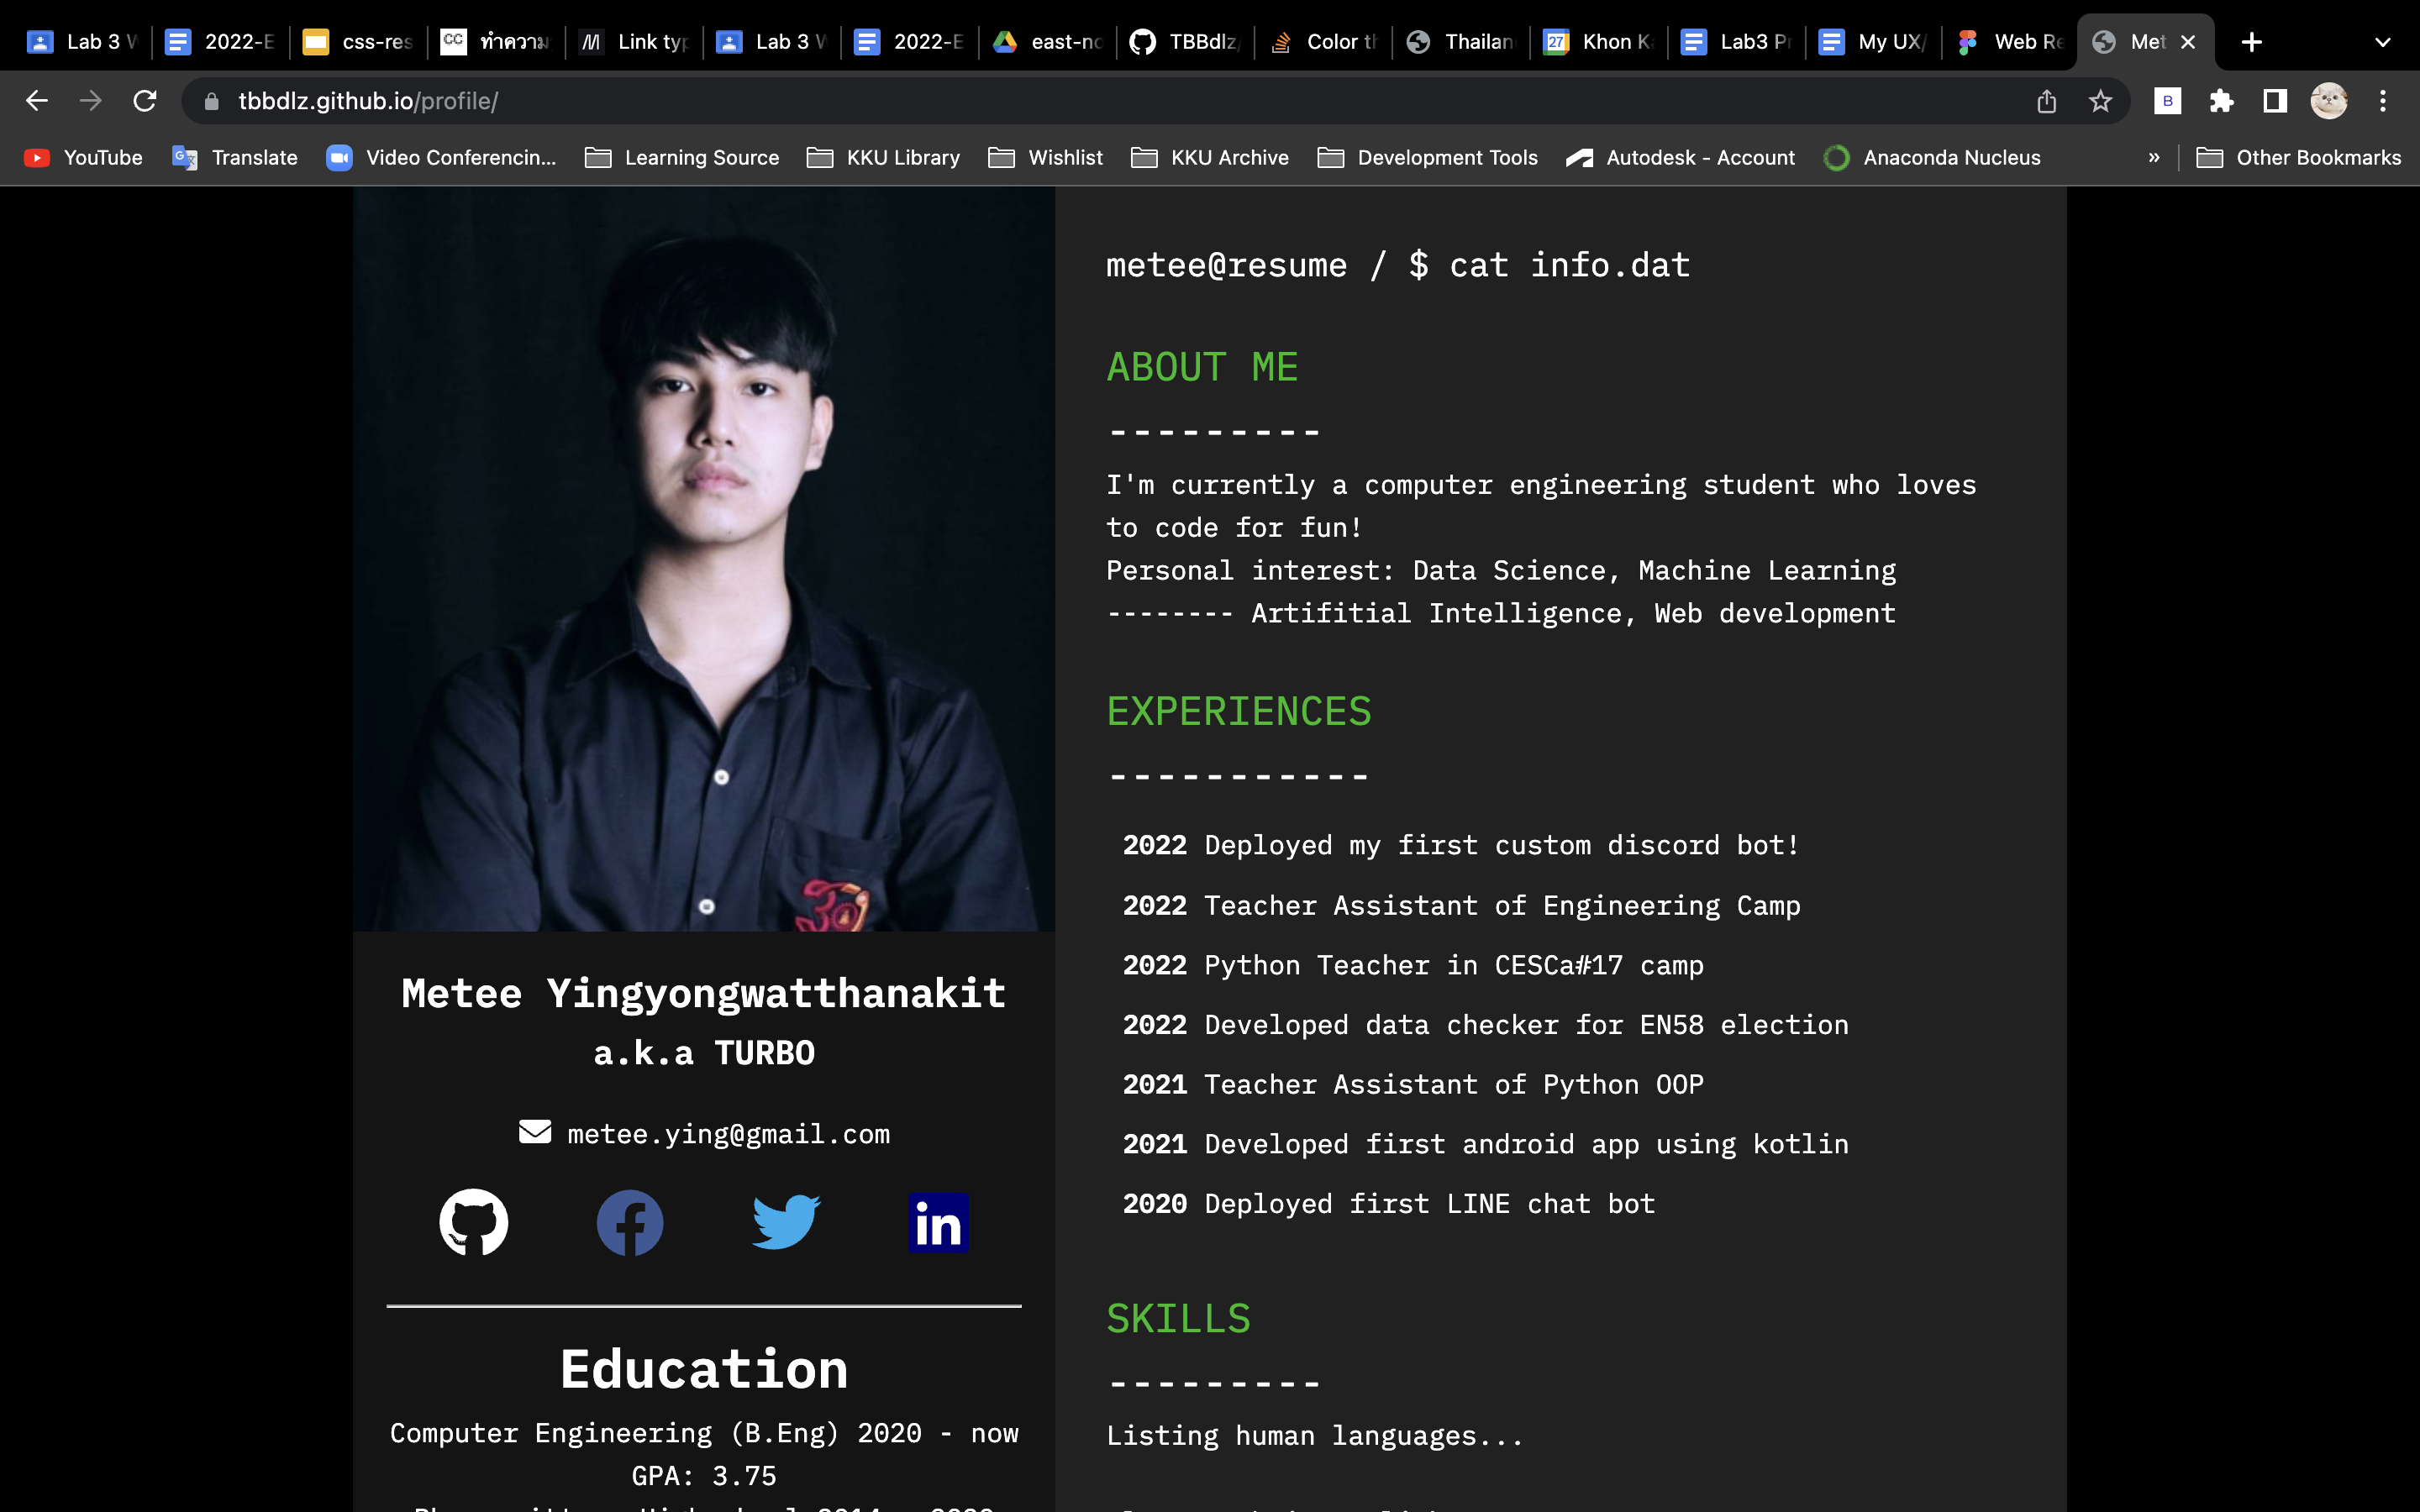 Lab 3 W
2022-E
css-res
CC ทำความ
Link typ
Lab 3 W
2022-E
east-no
TBBdlz/
Color th
Thailan
27 Khon Ka
Lab3 Pr
My UX/
Web Re
Met
tbbdlz.github.io/profile/
B
YouTube
Translate
Video Conferencin...
Learning Source
KKU Library
Wishlist
KKU Archive
Development Tools
Autodesk - Account
Anaconda Nucleus
»
Other Bookmarks
Metee Yingyongwatthanakit
a.k.a TURBO
metee.ying@gmail.com
in
Education
Computer Engineering (B.Eng) 2020 - now
GPA: 3.75
metee@resume / $ cat info.dat
ABOUT ME
---------
I'm currently a computer engineering student who loves
to code for fun!
Personal interest: Data Science, Machine Learning
-------- Artifitial Intelligence, Web development
EXPERIENCES
-----------
2022 Deployed my first custom discord bot!
2022 Teacher Assistant of Engineering Camp
2022 Python Teacher in CESCa#17 camp
2022 Developed data checker for EN58 election
2021 Teacher Assistant of Python OOP
2021 Developed first android app using kotlin
2020 Deployed first LINE chat bot
SKILLS
---------
Listing human languages...